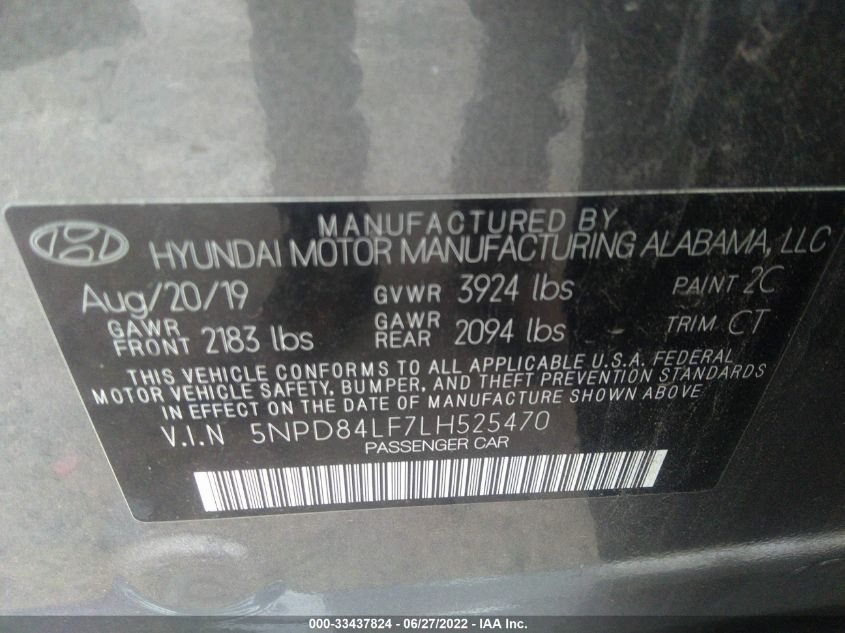 MANUFACTURED BY
HYUNDAI MOTOR MANUFACTURING ALABAMA, LLC
Aug/20/19 GVWR 3924 lbs PAINT 2C
GAWR FRONT 2183 lbs GAWR REAR 2094 lbs TRIM CT
THIS VEHICLE CONFORMS TO ALL APPLICABLE U.S.A. FEDERAL
MOTOR VEHICLE SAFETY, BUMPER, AND THEFT PREVENTION STANDARDS
IN EFFECT ON THE DATE OF MANUFACTURE SHOWN ABOVE.
V.I.N 5NPD84LF7LH525470
PASSENGER CAR
000-33437824 - 06/27/2022 - IAA Inc.